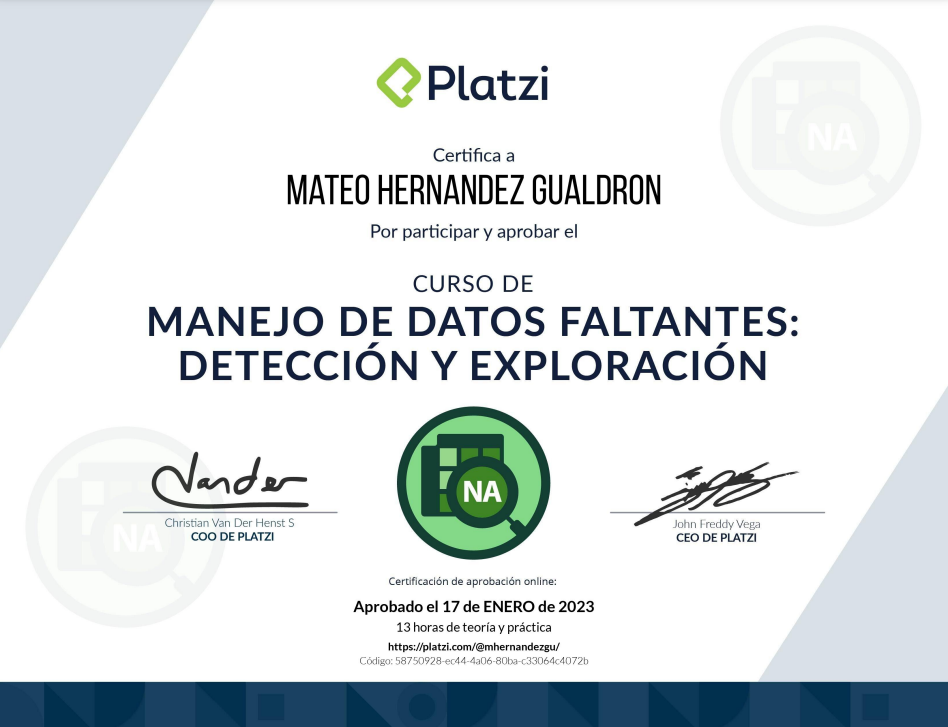 Platzi
NA
Certifica a
MATEO HERNANDEZ GUALDRON
Por participar y aprobar el
CURSO DE
MANEJO DE DATOS FALTANTES:
DETECCIÓN Y EXPLORACIÓN
Vander
NA
NA
Christian Van Der Henst S
COO DE PLATZI
John Freddy Vega
CEO DE PLATZI
Certificación de aprobación online:
Aprobado el 17 de ENERO de 2023
13 horas de teoría y práctica
https://platzi.com/@mhernandezgu/
Código: 58750928-ec44-4a06-80ba-c33064c4072b